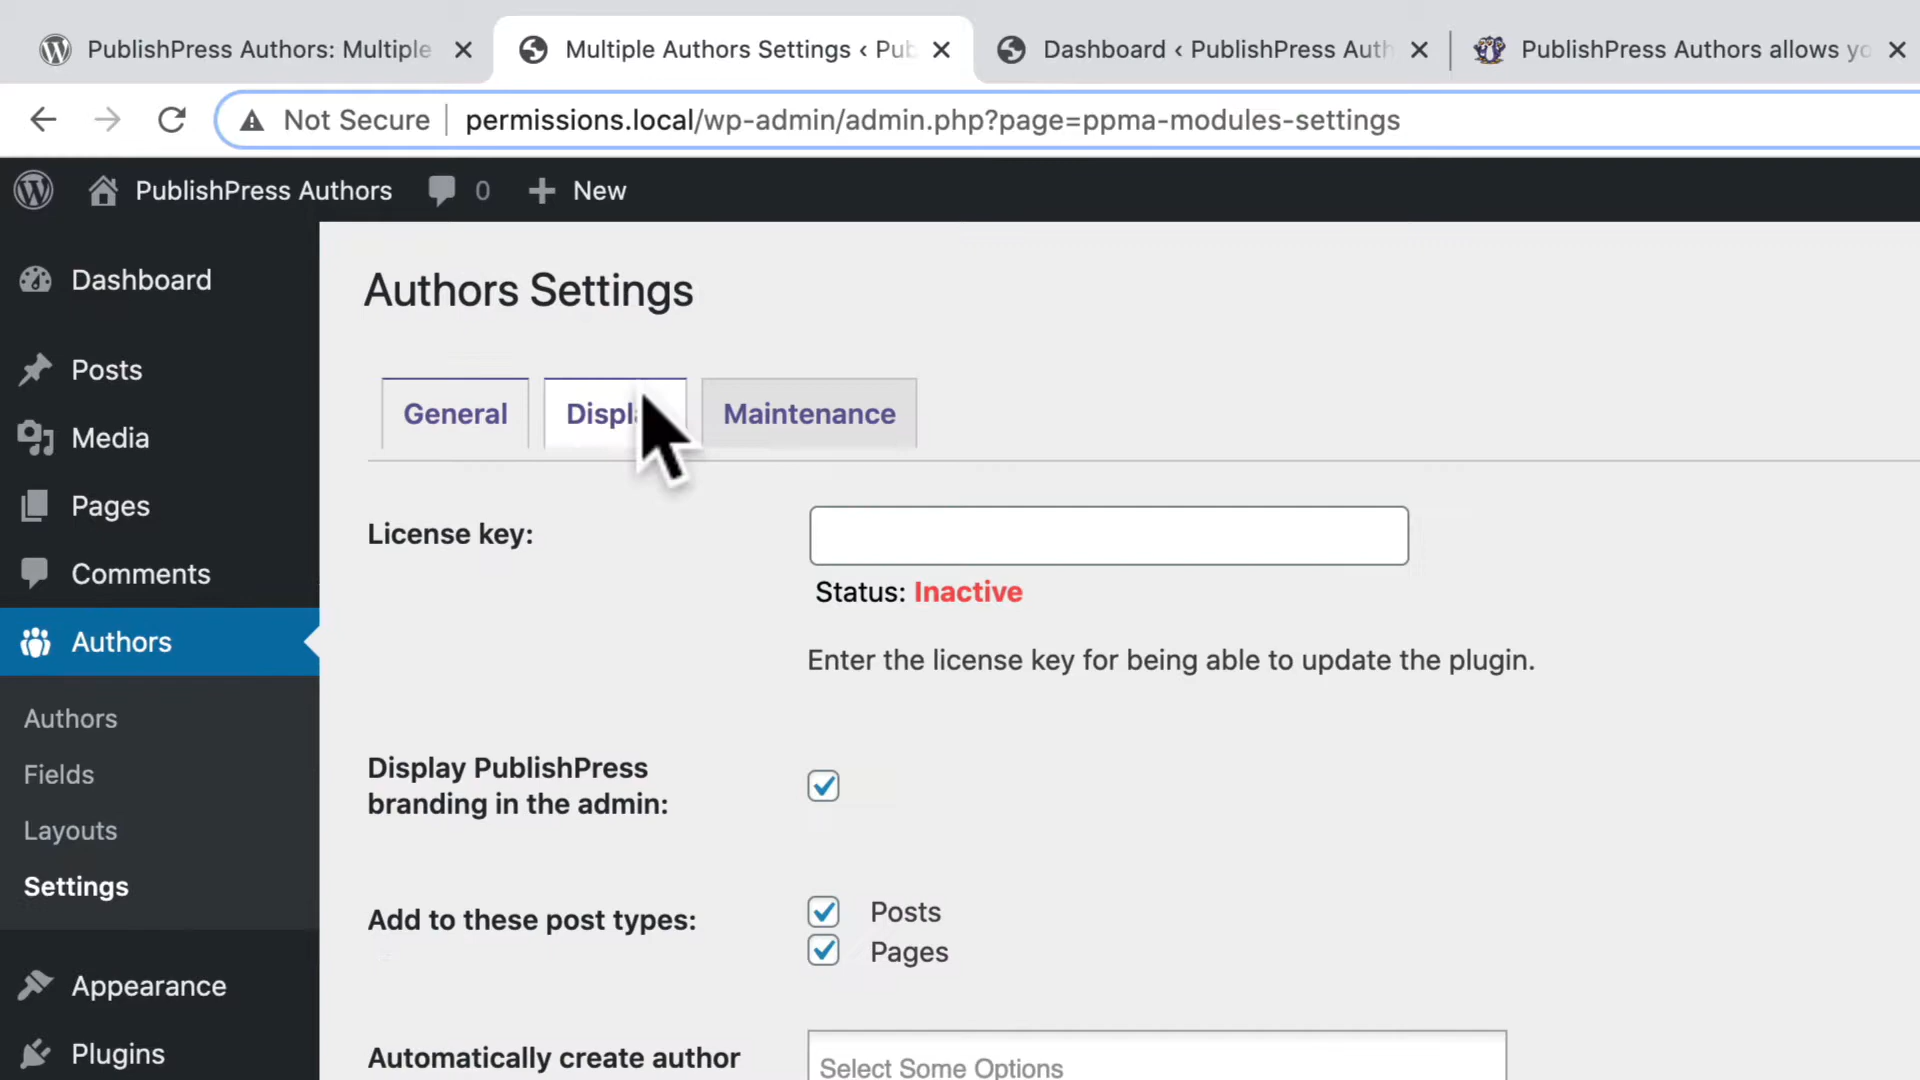 PublishPress Authors: Multiple
Multiple Authors Settings ‹ Pub
Dashboard ‹ PublishPress Auth
PublishPress Authors allows yo
Not Secure
permissions.local/wp-admin/admin.php?page=ppma-modules-settings
PublishPress Authors
0
New
Dashboard
Posts
Media
Pages
Comments
Authors
Authors
Fields
Layouts
Settings
Appearance
Plugins
Authors Settings
General
Maintenance
License key:
Status: Inactive
Enter the license key for being able to update the plugin.
Display PublishPress
branding in the admin:
Add to these post types:
Posts
Pages
Automatically create author
Select Some Options